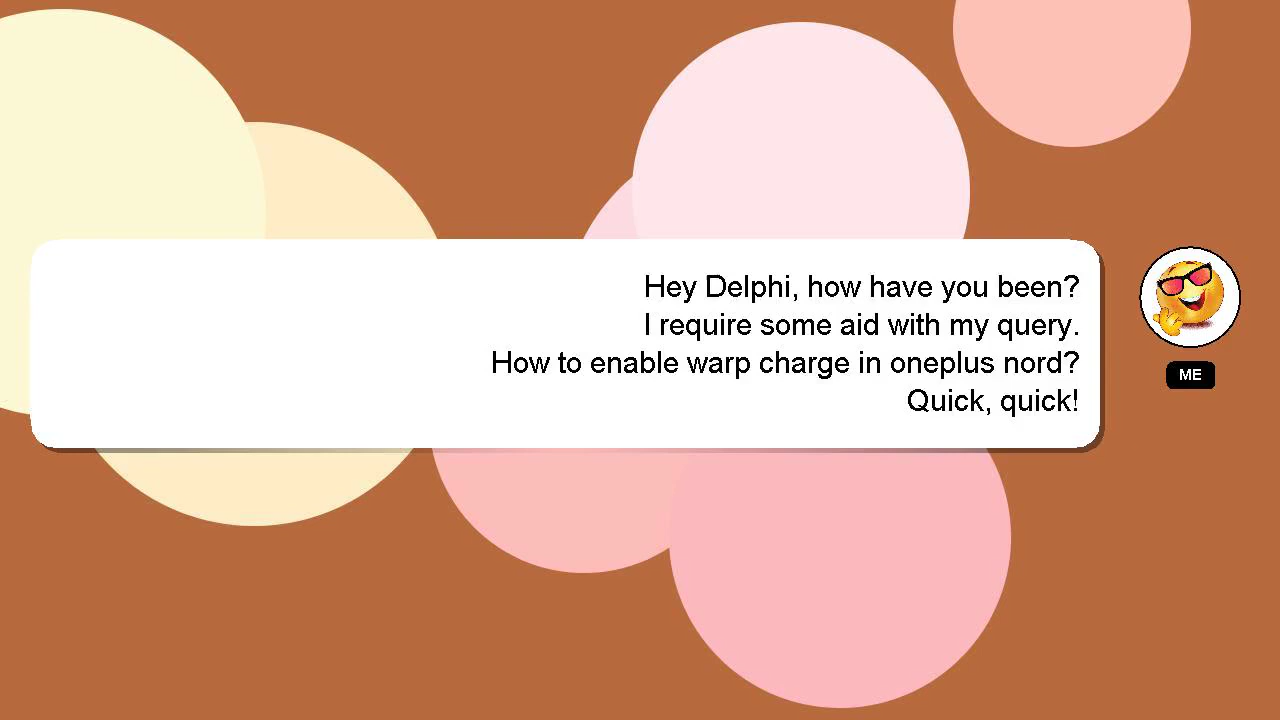 Hey Delphi, how have you been?
I require some aid with my query.
How to enable warp charge in oneplus nord?
Quick, quick!
ME